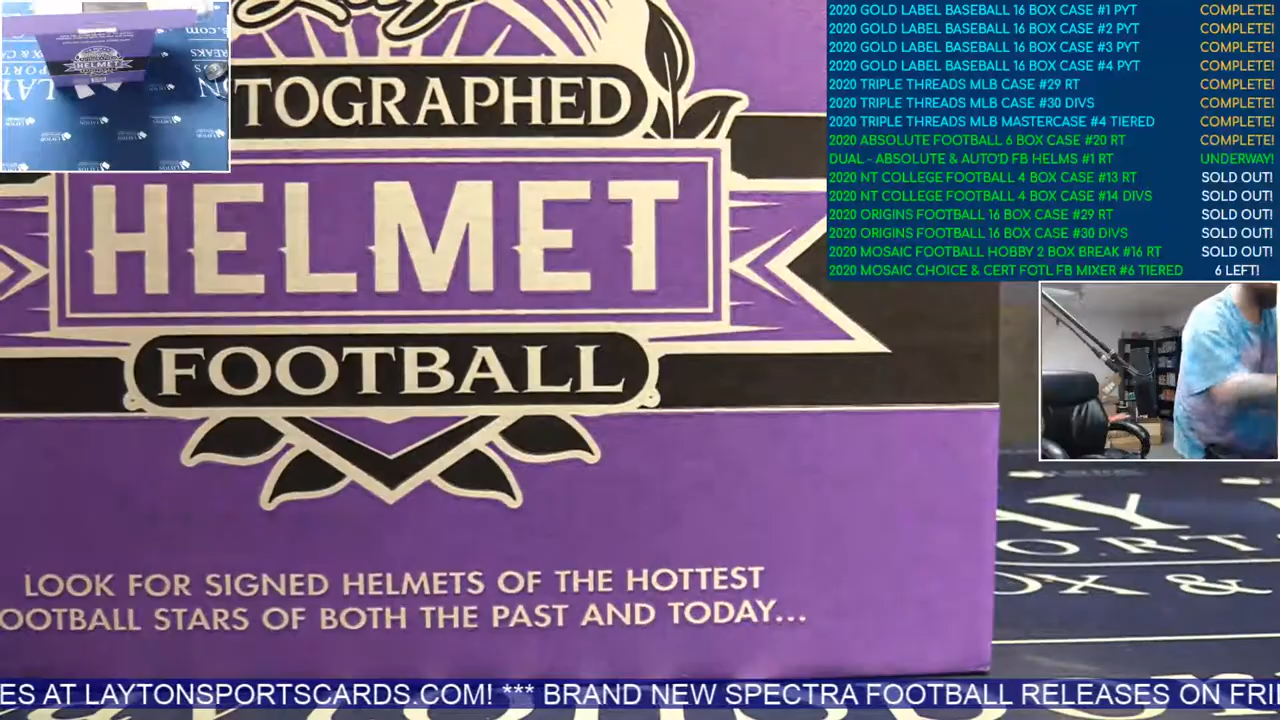 TOGRAPHED
HELMET
FOOTBALL
LOOK FOR SIGNED HELMETS OF THE HOTTEST
OOTBALL STARS OF BOTH THE PAST AND TODAY...
HELMET
2020 GOLD LABEL BASEBALL 16 BOX CASE #1 PYT COMPLETE!
2020 GOLD LABEL BASEBALL 16 BOX CASE #2 PYT COMPLETE!
2020 GOLD LABEL BASEBALL 16 BOX CASE #3 PYT COMPLETE!
2020 GOLD LABEL BASEBALL 16 BOX CASE #4 PYT COMPLETE!
2020 TRIPLE THREADS MLB CASE #29 RT COMPLETE!
2020 TRIPLE THREADS MLB CASE #30 DIVS COMPLETE!
2020 TRIPLE THREADS MLB MASTERCASE #4 TIERED COMPLETE!
2020 ABSOLUTE FOOTBALL 6 BOX CASE #20 RT COMPLETE!
DUAL - ABSOLUTE & AUTO'D FB HELMS #1 RT UNDERWAY!
2020 NT COLLEGE FOOTBALL 4 BOX CASE #13 RT SOLD OUT!
2020 NT COLLEGE FOOTBALL 4 BOX CASE #14 DIVS SOLD OUT!
2020 ORIGINS FOOTBALL 16 BOX CASE #29 RT SOLD OUT!
2020 ORIGINS FOOTBALL 16 BOX CASE #30 DIVS SOLD OUT!
2020 MOSAIC FOOTBALL HOBBY 2 BOX BREAK #16 RT SOLD OUT!
2020 MOSAIC CHOICE & CERT FOTL FB MIXER #6 TIERED 6 LEFT!
AY
ORT
OX &
ES AT LAYTONSPORTSCARDS.COM! *** BRAND NEW SPECTRA FOOTBALL RELEASES ON FRI